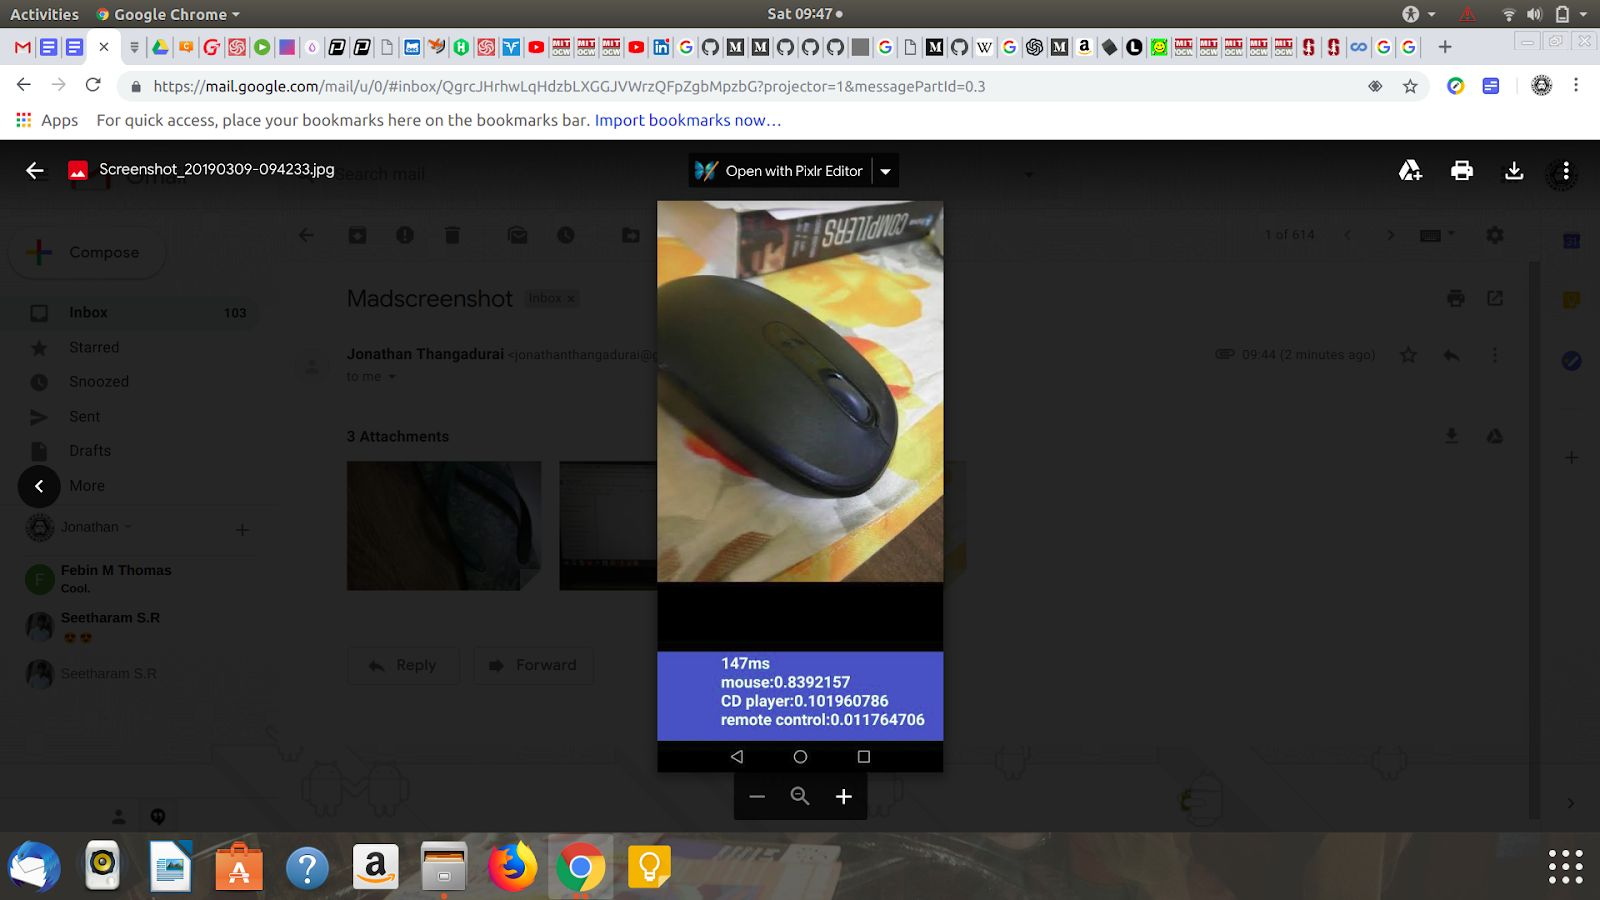 Activities Google Chrome Sat 09:47
https://mail.google.com/mail/u/0/#inbox/QgrcJHrhwLqHdzbLXGGJVWrzQFpZgbMpzbG?projector=1&messagePartId=0.3
Apps For quick access, place your bookmarks here on the bookmarks bar. Import bookmarks now…
Screenshot_20190309-094233.jpg Search mail Open with Pixlr Editor
COMPILERS
Compose 1 of 614
Madscreenshot Inbox ×
Inbox 103
Starred
Jonathan Thangadurai <jonathanthangadurai@g 09:44 (2 minutes ago)
to me
Snoozed
Sent
3 Attachments
Drafts
More
Jonathan
Febin M Thomas
Cool.
Seetharam S.R
Reply Forward
Seetharam S.R
147ms
mouse:0.8392157
CD player:0.101960786
remote control:0.011764706